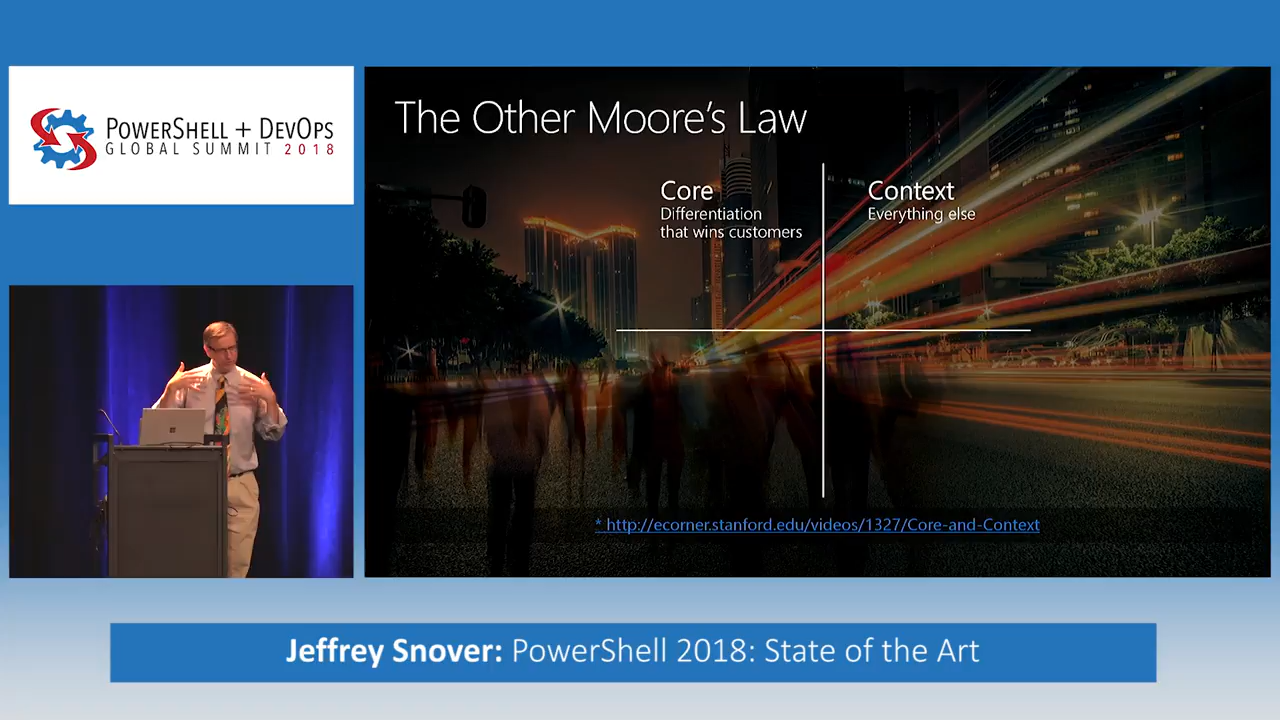 POWERSHELL + DEVOPS
GLOBAL SUMMIT 2018
The Other Moore's Law
Core
Differentiation
that wins customers
Context
Everything else
* http://ecorner.stanford.edu/videos/1327/Core-and-Context
Jeffrey Snover: PowerShell 2018: State of the Art